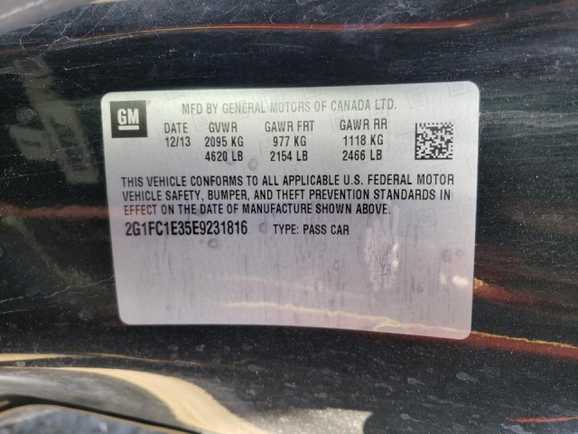 GM
MFD BY GENERAL MOTORS OF CANADA LTD.
DATE GVWR GAWR FRT GAWR RR
12/13 2095 KG 977 KG 1118 KG
4620 LB 2154 LB 2466 LB
THIS VEHICLE CONFORMS TO ALL APPLICABLE U.S. FEDERAL MOTOR
VEHICLE SAFETY, BUMPER, AND THEFT PREVENTION STANDARDS IN
EFFECT ON THE DATE OF MANUFACTURE SHOWN ABOVE.
2G1FC1E35E9231816 TYPE: PASS CAR